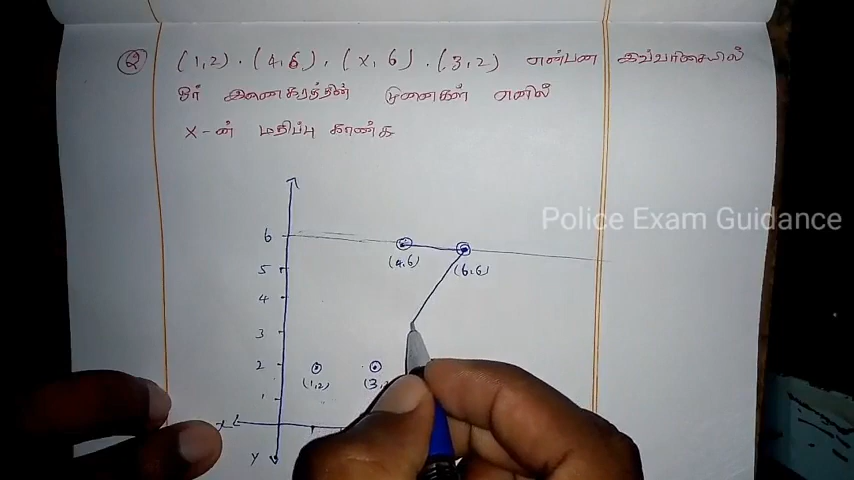 Q (1,2) . (4,6) , (x, 6) . (3,2) என்பன இவ்வரிசையில்
ஓர் இணைகரத்தின் முனைகள் எனில்
x-ன் மதிப்பு காண்க
Police Exam Guidance
6
(4,6)
(6,6)
5
4
3
2
(1,2)
(3,2
1
x
y